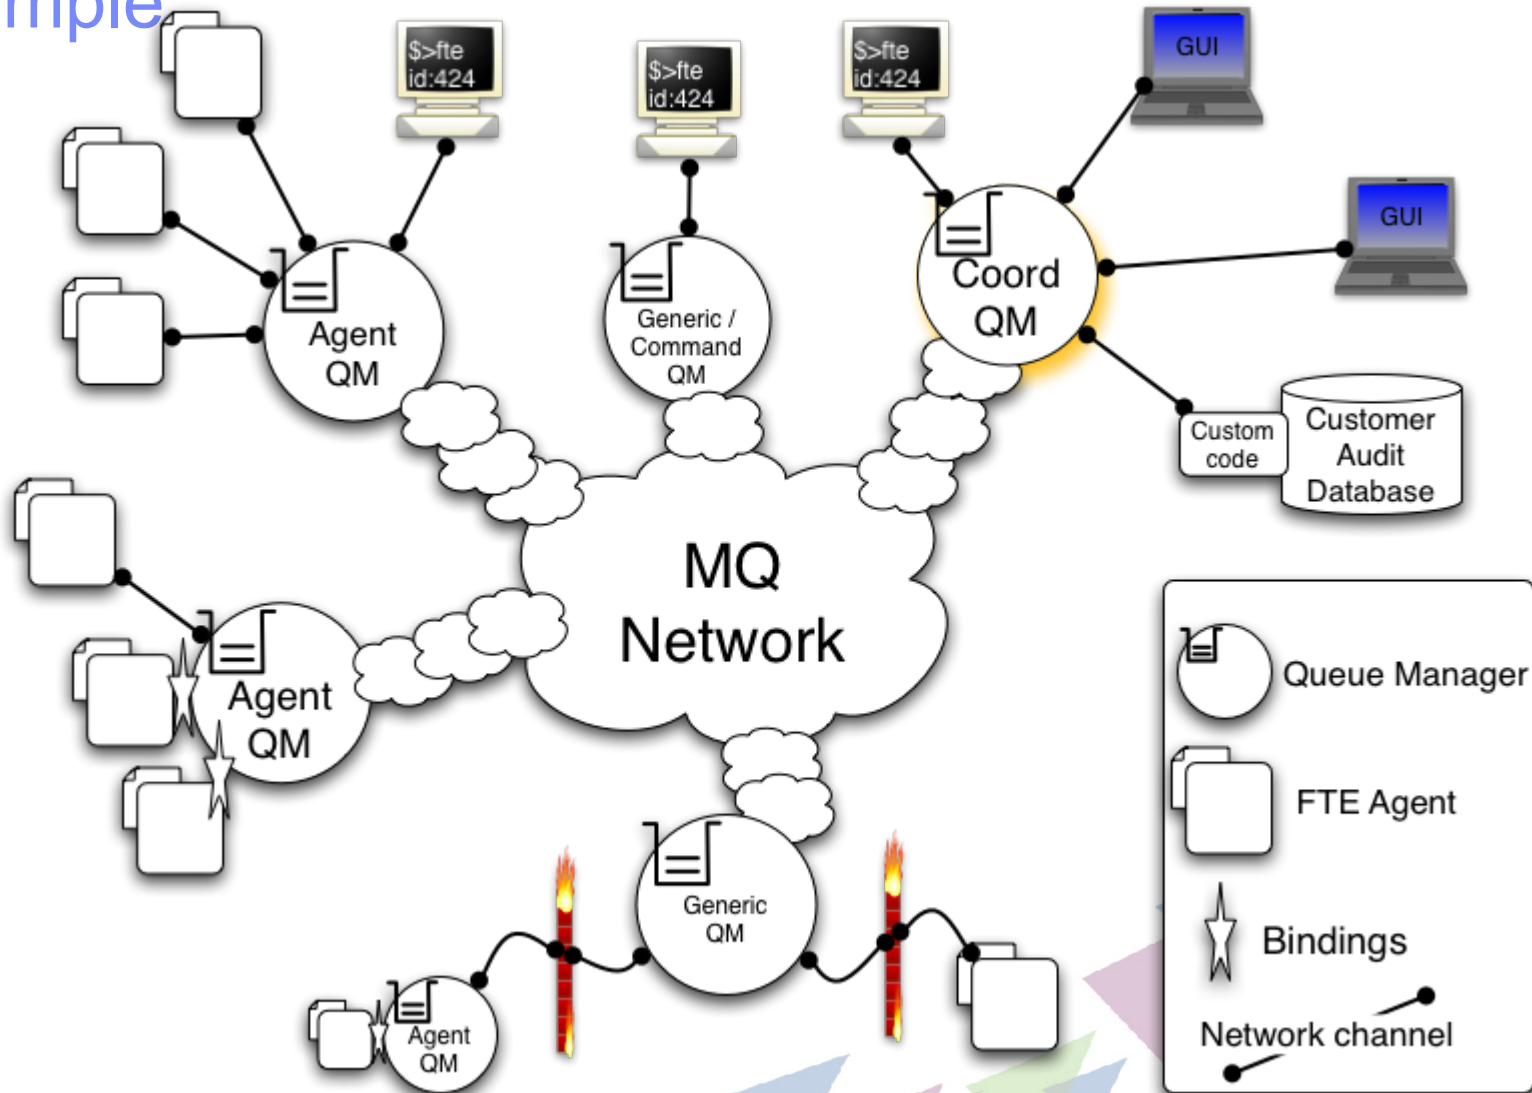 $>fte
id:424
$>fte
id:424
$>fte
id:424
GUI
GUI
Agent
QM
Generic /
Command
QM
Coord
QM
Custom
code
Customer
Audit
Database
MQ
Network
Agent
QM
Generic
QM
Agent
QM
Queue Manager
FTE Agent
Bindings
Network channel